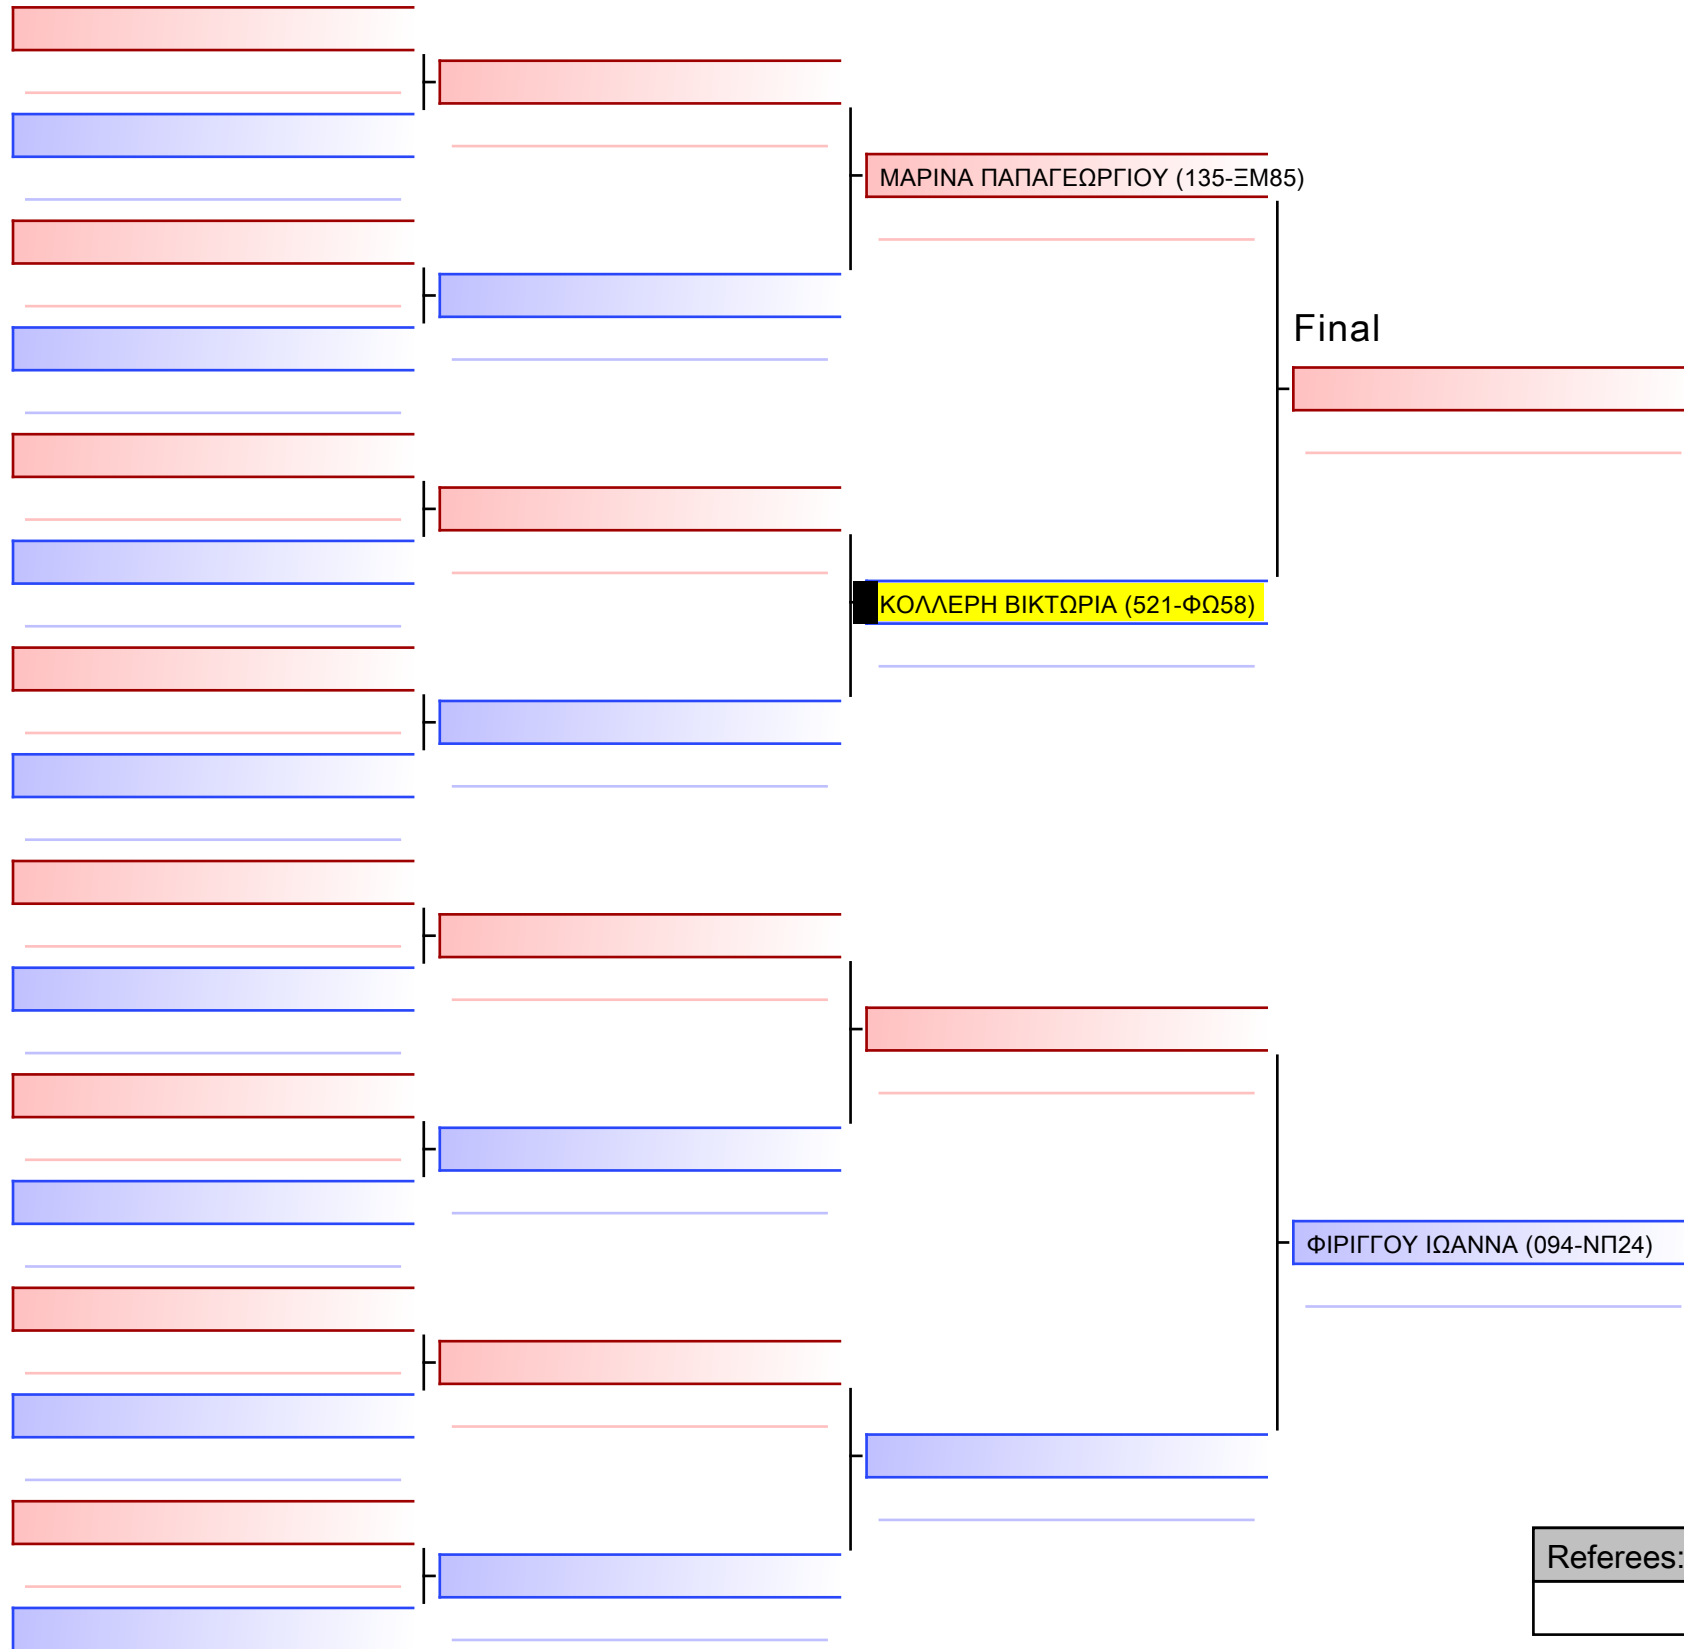 ΜΑΡΙΝΑ ΠΑΠΑΓΕΩΡΓΙΟΥ (135-ΞΜ85)
Final
ΚΟΛΛΕΡΗ ΒΙΚΤΩΡΙΑ (521-ΦΩ58)
ΦΙΡΙΓΓΟΥ ΙΩΑΝΝΑ (094-ΝΠ24)
Referees: